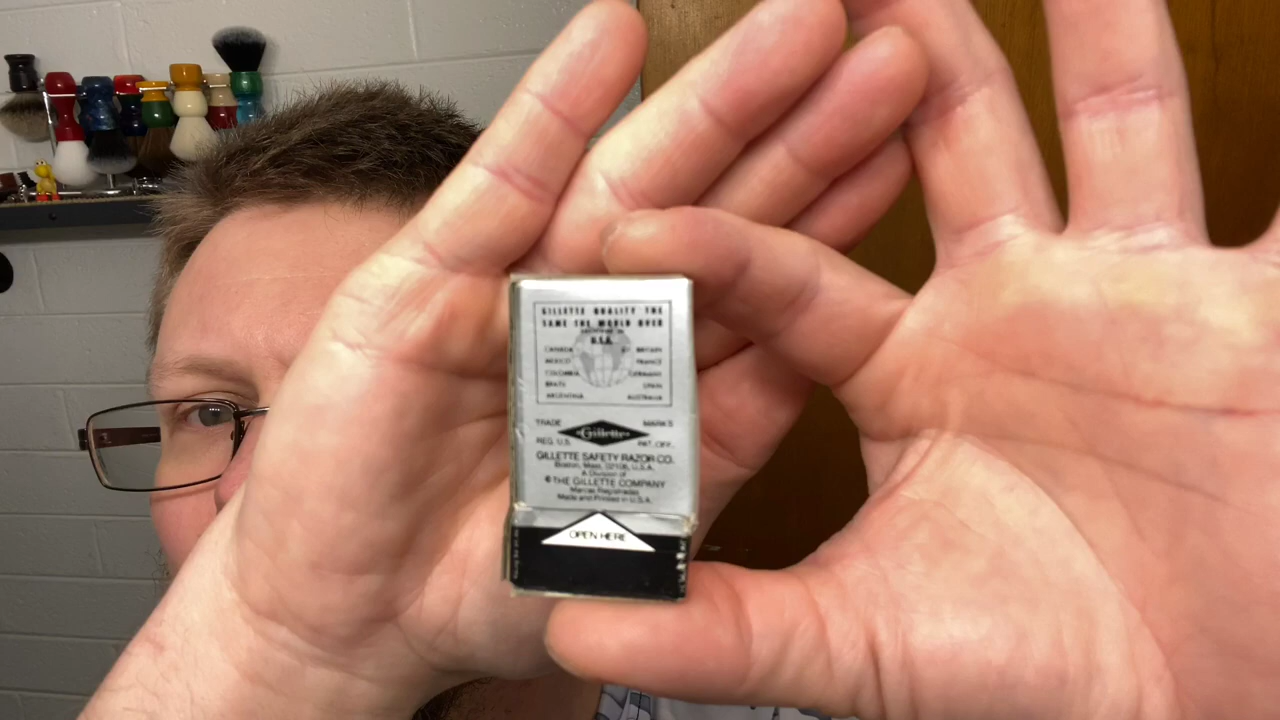 GILLETTE QUALITY THE
SAME THE WORLD OVER
U.S.A.
CANADA GT BRITAIN
MEXICO FRANCE
COLOMBIA GERMANY
BRAZIL SPAIN
ARGENTINA AUSTRALIA
TRADE MARKS
Gillette
REG. U.S. PAT. OFF.
GILLETTE SAFETY RAZOR CO.
Boston, Mass. 02106, U.S.A.
A Division of
© THE GILLETTE COMPANY
Marcas Registradas
Made and Printed in U.S.A.
OPEN HERE